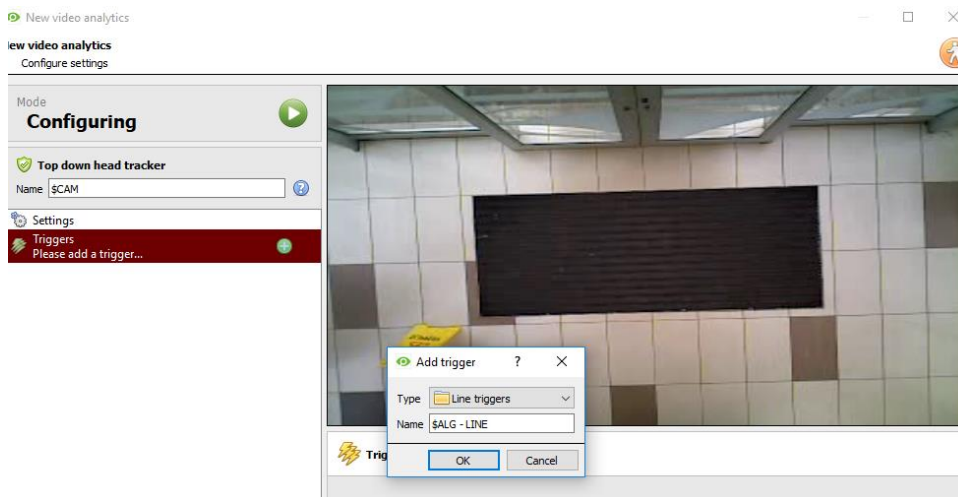 New video analytics
ew video analytics
Configure settings
Mode
Configuring
Top down head tracker
Name $CAM
Settings
Triggers
Please add a trigger...
Add trigger ?
Type Line triggers
Name $ALG - LINE
Trig
OK Cancel